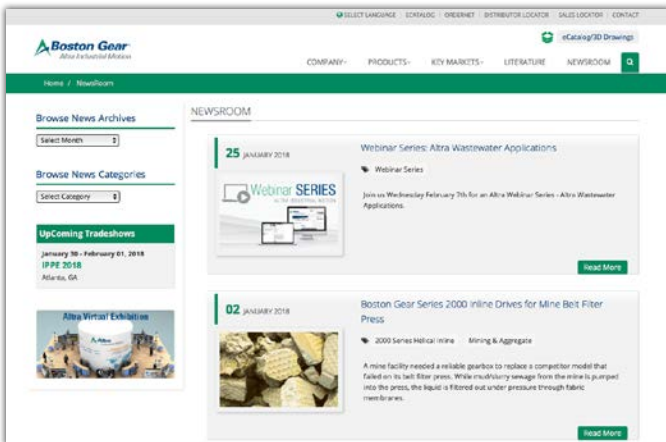 SELECT LANGUAGE | ECATALOG | ORDERNET | DISTRIBUTOR LOCATOR | SALES LOCATOR | CONTACT
Boston Gear
Altra Industrial Motion
eCatalog/3D Drawings
COMPANY PRODUCTS KEY MARKETS LITERATURE NEWSROOM
Home / NewsRoom
Browse News Archives
Select Month
Browse News Categories
Select Category
UpComing Tradeshows
January 30 - February 01, 2018
IPPE 2018
Atlanta, GA
Altra Virtual Exhibition
Altra
NEWSROOM
25 JANUARY 2018
Webinar SERIES
ALTRA INDUSTRIAL MOTION
Webinar Series: Altra Wastewater Applications
Webinar Series
Join us Wednesday February 7th for an Altra Webinar Series - Altra Wastewater
Applications.
Read More
02 JANUARY 2018
Boston Gear Series 2000 Inline Drives for Mine Belt Filter
Press
2000 Series Helical Inline Mining & Aggregate
A mine facility needed a reliable gearbox to replace a competitor model that
failed on its belt filter press. While mud/slurry sewage from the mine is pumped
into the press, the liquid is filtered out under pressure through fabric
membranes.
Read More